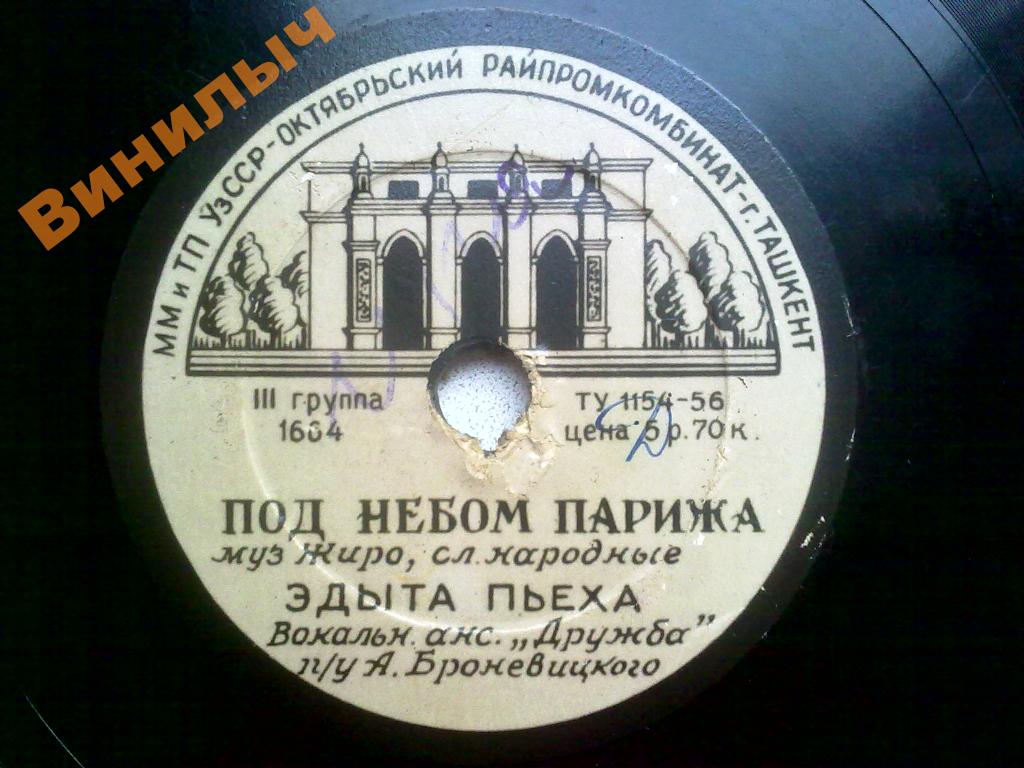 Винилыч
ММ и ТП УзССР-ОКТЯБРЬСКИЙ РАЙПРОМКОМБИНАТ-г.ТАШКЕНТ
III группа
1664
ТУ 1154-56
цена 5р.70к.
ПОД НЕБОМ ПАРИЖА
муз Жиро, сл. народные
ЭДЫТА ПЬЕХА
Вокальн. анс. „Дружба”
п/у А. Броневицкого